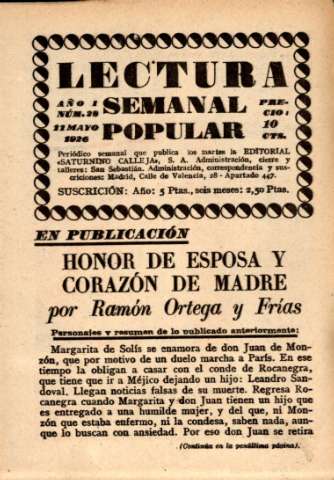 LECTURA
AÑO I
NÚM. 20
SEMANAL
PRE-
CIO:
22 MAYO
1926
POPULAR
10
CTS.
Periódico semanal que publica los martes la EDITORIAL
«SATURNINO CALLEJA», S. A. Administración, cierre y
talleres: San Sebastián. Administración, correspondencia y sus-
criciones: Madrid, Calle de Valencia, 28 - Apartado 447.
SUSCRICIÓN: Año: 5 Ptas., seis meses: 2,50 Ptas.
EN PUBLICACIÓN
HONOR DE ESPOSA Y
CORAZÓN DE MADRE
por Ramón Ortega y Frías
Personajes y resumen de lo publicado anteriormente:
Margarita de Solís se enamora de don Juan de Mon-
zón, que por motivo de un duelo marcha a París. En ese
tiempo la obligan a casar con el conde de Rocanegra,
que tiene que ir a Méjico dejando un hijo: Leandro San-
doval. Llegan noticias falsas de su muerte. Regresa Ro-
canegra cuando Margarita y don Juan tienen un hijo que
es entregado a una humilde mujer, y del que, ni Mon-
zón que estaba enfermo, ni la condesa, saben nada, aun-
que lo buscan con ansiedad. Por eso don Juan se retira
(Continúa en la penúltima página).